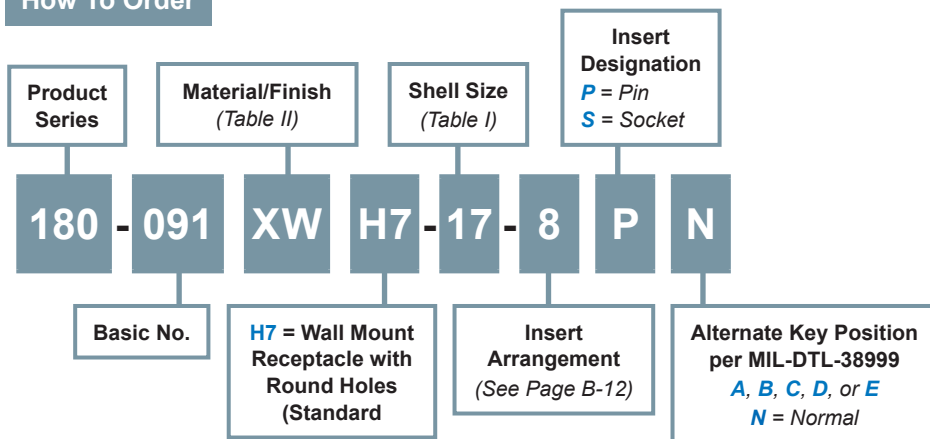 How To Order
Product
Series
Material/Finish
(Table II)
Shell Size
(Table I)
Insert
Designation
P = Pin
S = Socket
180 - 091 XW H7 - 17 - 8 P N
Basic No.
H7 = Wall Mount
Receptacle with
Round Holes
(Standard
Insert
Arrangement
(See Page B-12)
Alternate Key Position
per MIL-DTL-38999
A, B, C, D, or E
N = Normal